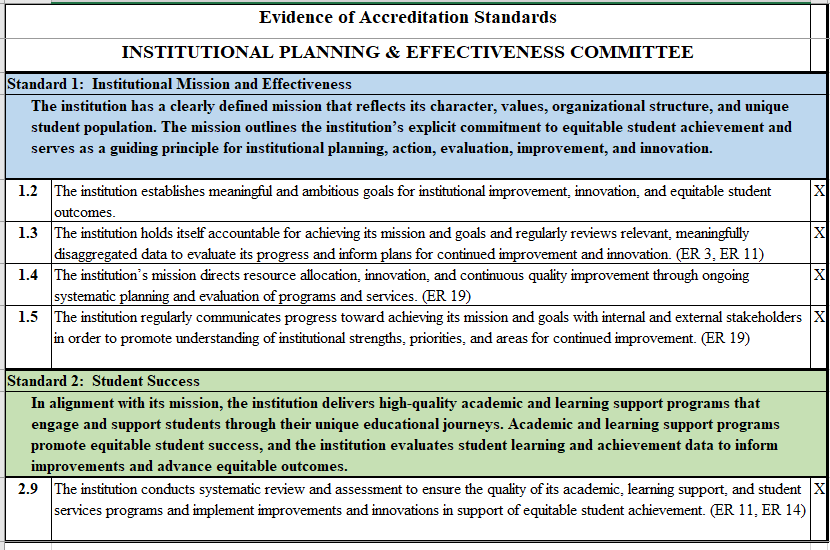 Evidence of Accreditation Standards
INSTITUTIONAL PLANNING & EFFECTIVENESS COMMITTEE
Standard 1:  Institutional Mission and Effectiveness
The institution has a clearly defined mission that reflects its character, values, organizational structure, and unique
student population. The mission outlines the institution’s explicit commitment to equitable student achievement and
serves as a guiding principle for institutional planning, action, evaluation, improvement, and innovation.
1.2 The institution establishes meaningful and ambitious goals for institutional improvement, innovation, and equitable student X
outcomes.
1.3 The institution holds itself accountable for achieving its mission and goals and regularly reviews relevant, meaningfully X
disaggregated data to evaluate its progress and inform plans for continued improvement and innovation. (ER 3, ER 11)
1.4 The institution’s mission directs resource allocation, innovation, and continuous quality improvement through ongoing X
systematic planning and evaluation of programs and services. (ER 19)
1.5 The institution regularly communicates progress toward achieving its mission and goals with internal and external stakeholders X
in order to promote understanding of institutional strengths, priorities, and areas for continued improvement. (ER 19)
Standard 2:  Student Success
In alignment with its mission, the institution delivers high-quality academic and learning support programs that
engage and support students through their unique educational journeys. Academic and learning support programs
promote equitable student success, and the institution evaluates student learning and achievement data to inform
improvements and advance equitable outcomes.
2.9 The institution conducts systematic review and assessment to ensure the quality of its academic, learning support, and student X
services programs and implement improvements and innovations in support of equitable student achievement. (ER 11, ER 14)